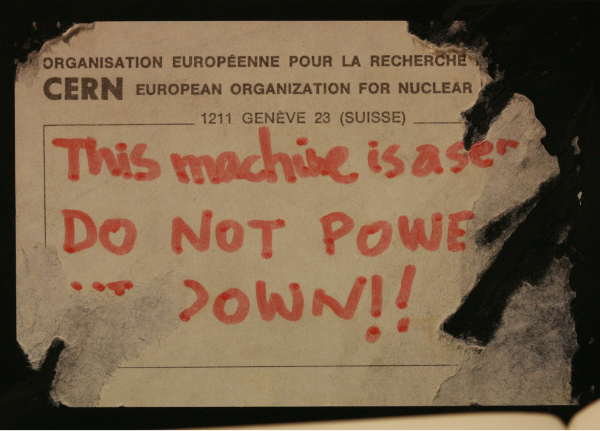 ORGANISATION EUROPÉENNE POUR LA RECHERCHE
CERN EUROPEAN ORGANIZATION FOR NUCLEAR
1211 GENÈVE 23 (SUISSE)
This machine is a ser
DO NOT POWE
DOWN!!